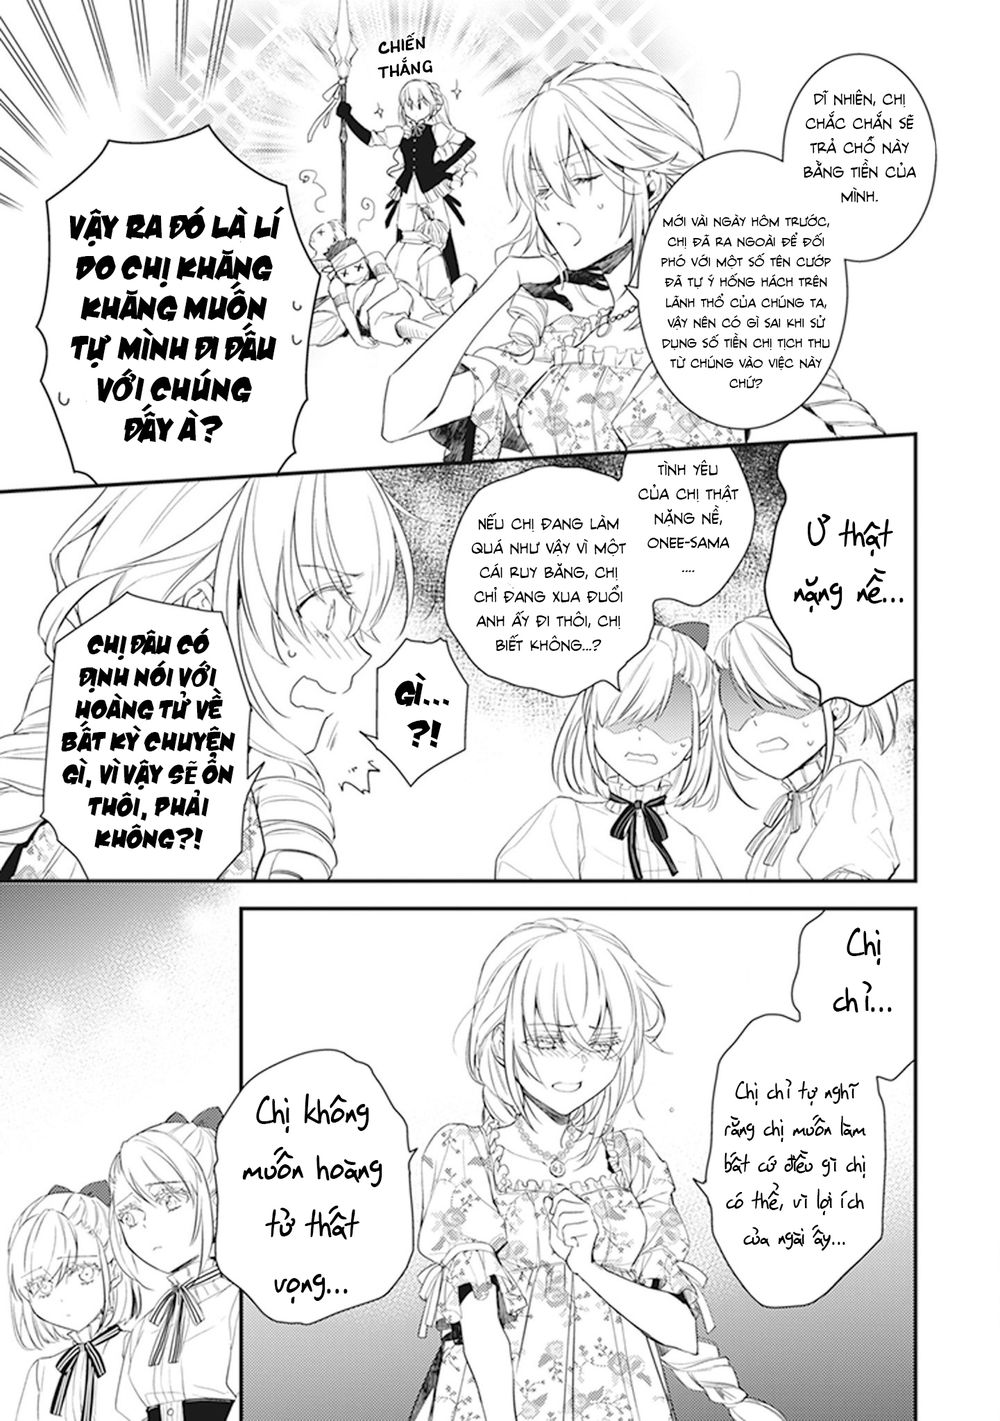 DĨ NHIÊN, CHỊ
CHẮC CHẮN SẼ
TRẢ CHỖ NÀY
BẰNG TIỀN CỦA
MÌNH.
MỚI VÀI NGÀY HÔM TRƯỚC,
CHỊ ĐÃ RA NGOÀI ĐỂ ĐỐI
PHÓ VỚI MỘT SỐ TÊN CƯỚP
ĐÃ TỰ Ý HỐNG HÁCH TRÊN
LÃNH THỔ CỦA CHÚNG TA,
VẬY NÊN CÓ GÌ SAI KHI SỬ
DỤNG SỐ TIỀN CHỊ TỊCH THU
TỪ CHÚNG VÀO VIỆC NÀY
CHỨ?
CHIẾN
THẮNG
VẬY RA ĐÓ LÀ LÍ
DO CHỊ KHĂNG
KHĂNG MUỐN
TỰ MÌNH ĐI ĐẤU
VỚI CHÚNG
ĐẤY À?
Ư thật
nặng nề...
TÌNH YÊU
CỦA CHỊ THẬT
NẶNG NỀ,
ONEE-SAMA
....
NẾU CHỊ ĐANG LÀM
QUÁ NHƯ VẬY VÌ MỘT
CÁI RUY BĂNG, CHỊ
CHỈ ĐANG XUA ĐUỔI
ANH ẤY ĐI THÔI, CHỊ
BIẾT KHÔNG...?
GÌ...
?!
CHỊ ĐÂU CÓ
ĐỊNH NÓI VỚI
HOÀNG TỬ VỀ
BẤT KỲ CHUYỆN
GÌ, VÌ VẬY SẼ ỔN
THÔI, PHẢI
KHÔNG?!
Chị
chỉ...
Chị chỉ tự nghĩ
rằng chị muốn làm
bất cứ điều gì chị
có thể, vì lợi ích
của ngài ấy...
Chị không
muốn hoàng
tử thất
vọng...